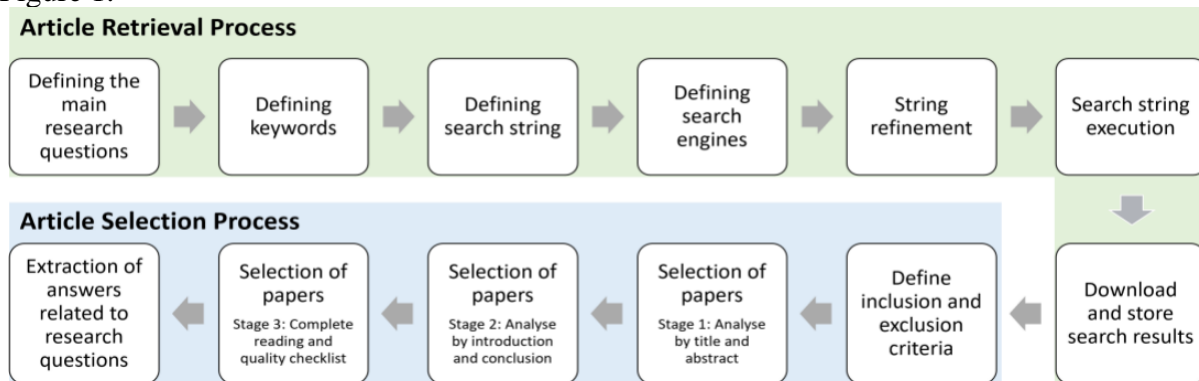 Figure 1.
Article Retrieval Process
Defining the
main
research
questions
Defining
keywords
Defining
search string
Defining
search
engines
String
refinement
Search string
execution
Article Selection Process
Download
and store
search results
Define
inclusion and
exclusion
criteria
Selection of
papers
Stage 1: Analyse
by title and
abstract
Selection of
papers
Stage 2: Analyse
by introduction
and conclusion
Selection of
papers
Stage 3: Complete
reading and
quality checklist
Extraction of
answers
related to
research
questions